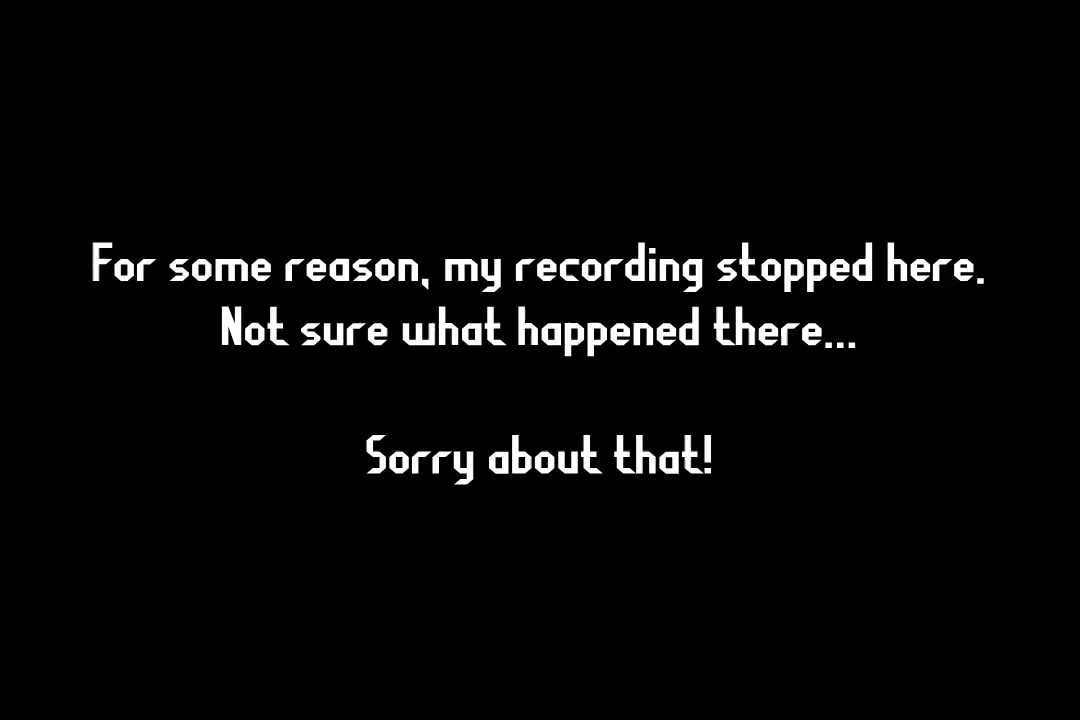 For some reason, my recording stopped here.
Not sure what happened there...
Sorry about that!